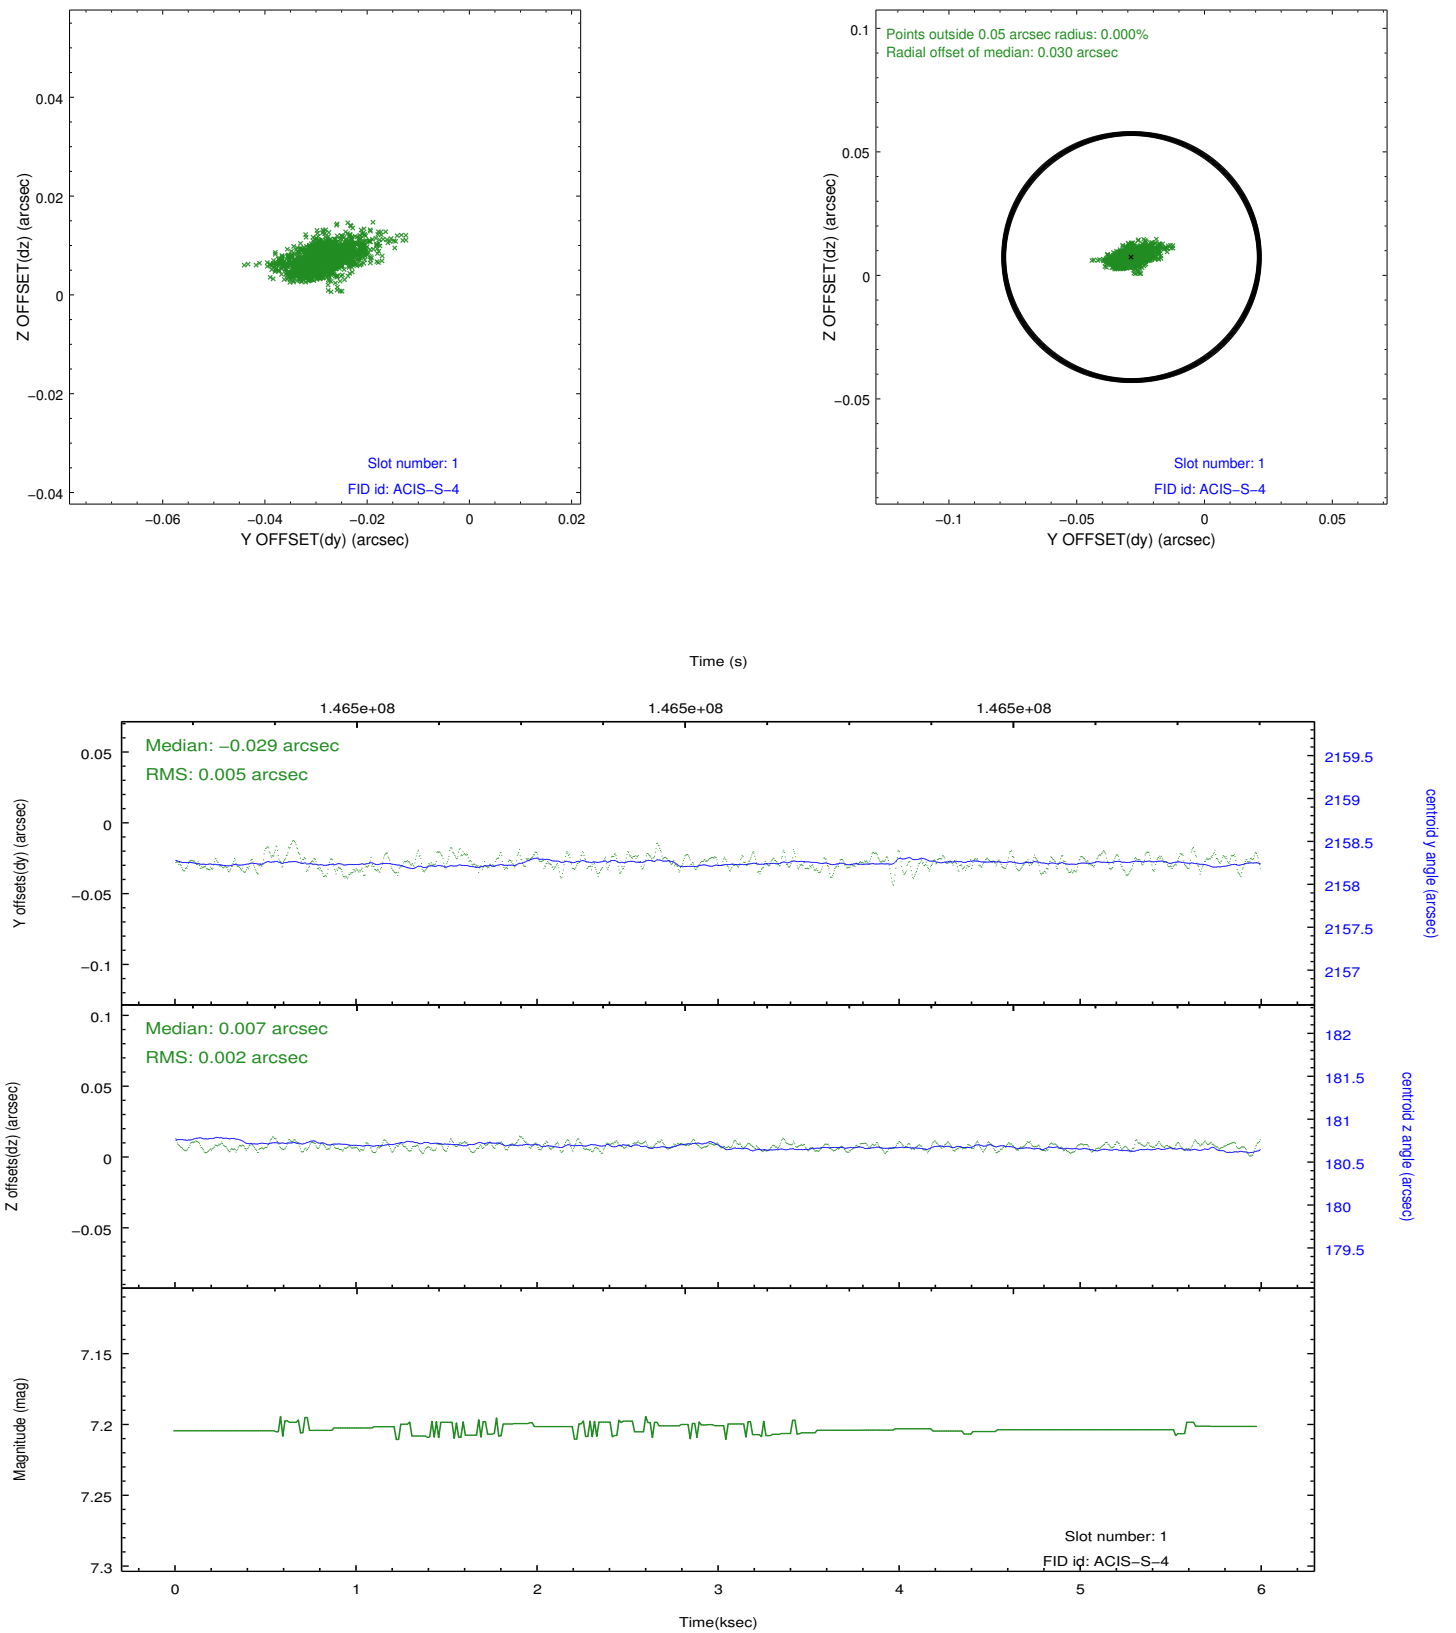 0.04
0.02
0
−0.02
−0.04
Z OFFSET(dz) (arcsec)
Slot number: 1
FID id: ACIS−S−4
−0.06
−0.04
−0.02
0
0.02
Y OFFSET(dy) (arcsec)
Points outside 0.05 arcsec radius: 0.000%
Radial offset of median: 0.030 arcsec
0.1
0.05
0
−0.05
Z OFFSET(dz) (arcsec)
Slot number: 1
FID id: ACIS−S−4
−0.1
−0.05
0
0.05
Y OFFSET(dy) (arcsec)
Time (s)
1.465e+08
1.465e+08
1.465e+08
Median: −0.029 arcsec
RMS: 0.005 arcsec
0.05
0
−0.05
−0.1
Y offsets(dy) (arcsec)
2159.5
2159
2158.5
2158
2157.5
2157
centroid y angle (arcsec)
Median: 0.007 arcsec
RMS: 0.002 arcsec
0.1
0.05
0
−0.05
Z offsets(dz) (arcsec)
182
181.5
181
180.5
180
179.5
centroid z angle (arcsec)
7.15
7.2
7.25
7.3
Magnitude (mag)
Slot number: 1
FID id: ACIS−S−4
0
1
2
3
4
5
6
Time(ksec)